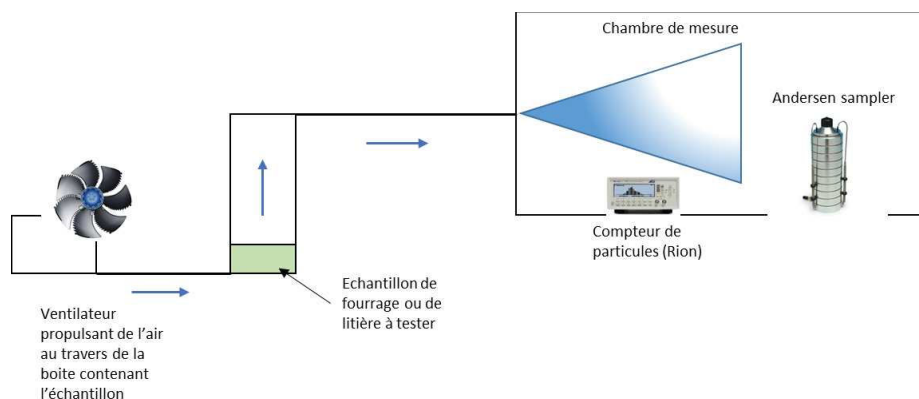 Chambre de mesure
Andersen sampler
Compteur de
particules (Rion)
Echantillon de
fourrage ou de
litière à tester
Ventilateur
propulsant de l'air
au travers de la
boite contenant
l'échantillon